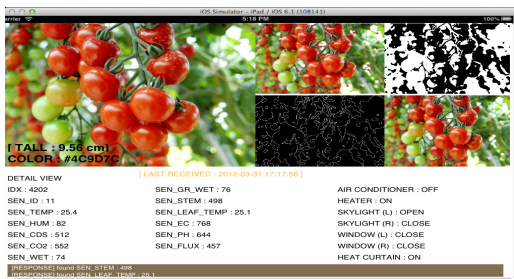 iOS Simulator - iPad / iOS 6.1 (10B141)
arrier 5:18 PM 100%
[ TALL : 9.56 cm]
COLOR : #4C9D7C
[ LAST RECEIVED : 2012-03-31 17:17:56 ]
DETAIL VIEW
IDX : 4202
SEN_ID : 11
SEN_TEMP : 25.4
SEN_HUM : 82
SEN_CDS : 512
SEN_CO2 : 552
SEN_WET : 74
SEN_GR_WET : 76
SEN_STEM : 498
SEN_LEAF_TEMP : 25.1
SEN_EC : 768
SEN_PH : 644
SEN_FLUX : 457
AIR CONDITIONER : OFF
HEATER : ON
SKYLIGHT (L) : OPEN
SKYLIGHT (R) : CLOSE
WINDOW (L) : CLOSE
WINDOW (R) : CLOSE
HEAT CURTAIN : ON
[RESPONSE] found SEN_STEM : 498
[RESPONSE] found SEN_LEAF_TEMP : 25.1